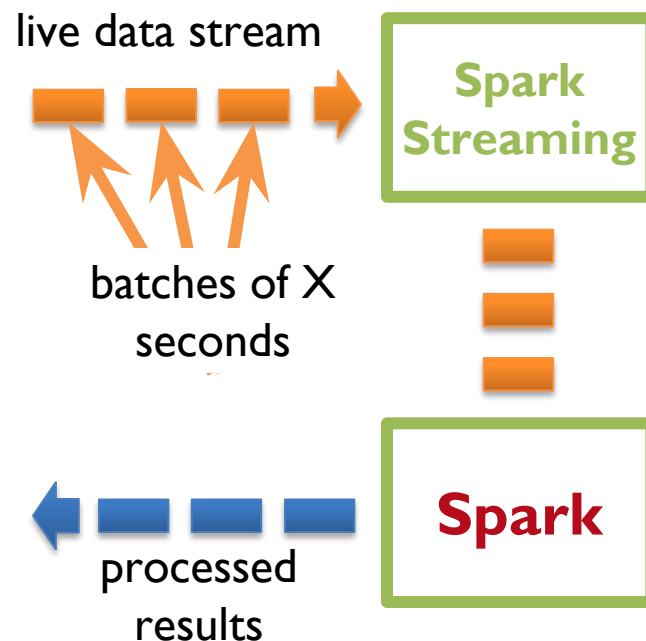 live data stream
Spark
Streaming
batches of X
seconds
Spark
processed
results